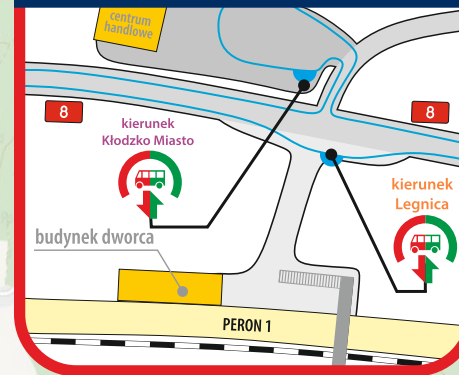 centrum
handlowe
8
8
kierunek
Kłodzko Miasto
kierunek
Legnica
budynek dworca
PERON 1